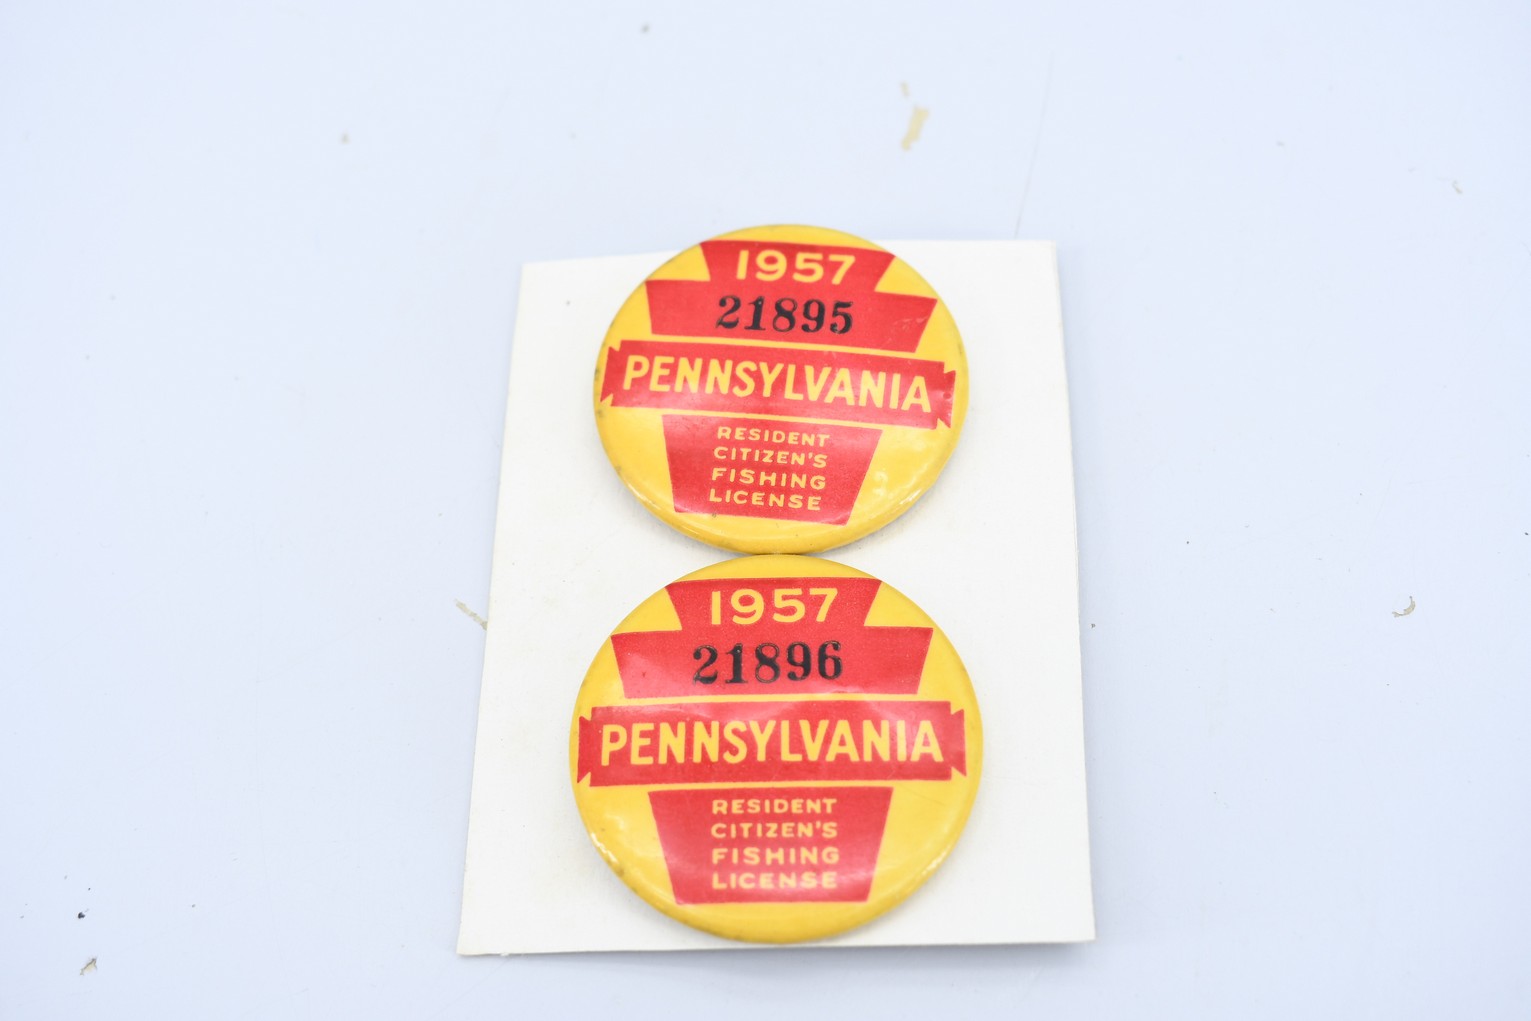 1957
21895
PENNSYLVANIA
RESIDENT
CITIZEN'S
FISHING
LICENSE
1957
21896
PENNSYLVANIA
RESIDENT
CITIZEN'S
FISHING
LICENSE